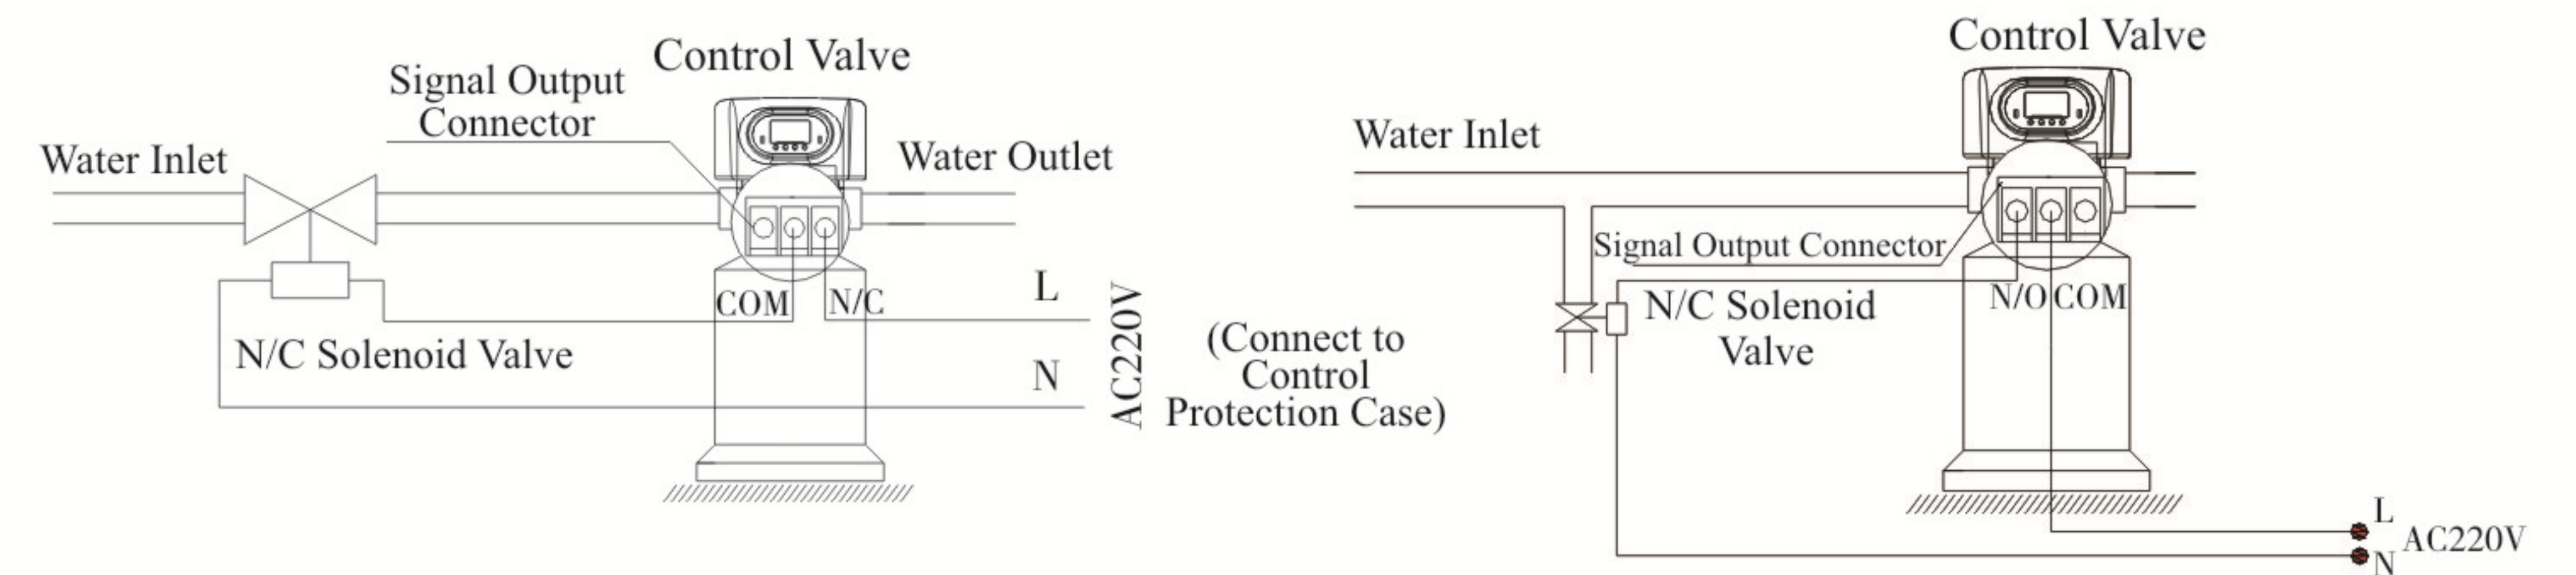 Control Valve
Signal Output
Connector
Water Inlet
Water Outlet
COM
N/C
L
N
AC220V
N/C Solenoid Valve
(Connect to
Control
Protection Case)
Control Valve
Water Inlet
Signal Output Connector
N/O COM
N/C Solenoid
Valve
L
N
AC220V